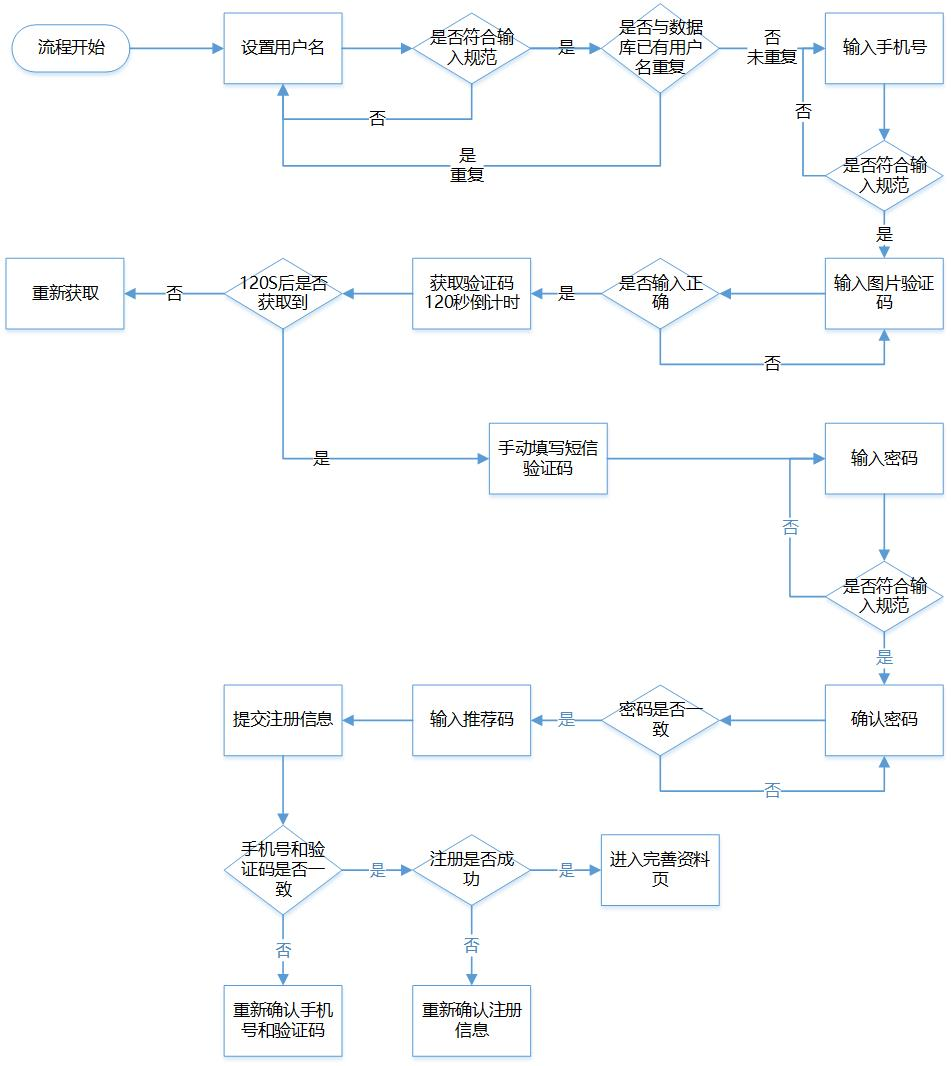 流程开始
设置用户名
是否符合输
入规范
是
是否与数据
库已有用户
名重复
否
未重复
输入手机号
否
是
重复
否
是否符合输
入规范
是
重新获取
否
120S后是否
获取到
获取验证码
120秒倒计时
是
是否输入正
确
输入图片验证
码
否
是
手动填写短信
验证码
输入密码
否
是否符合输
入规范
是
提交注册信息
输入推荐码
是
密码是否一
致
确认密码
否
手机号和验
证码是否一
致
是
注册是否成
功
是
进入完善资料
页
否
否
重新确认手机
号和验证码
重新确认注册
信息